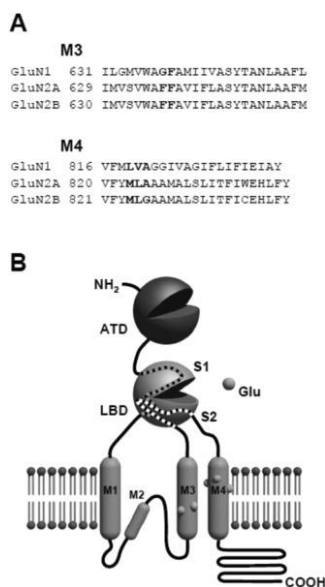 A
M3
GluN1 631 ILGMVWAGFAMIIVASYTANLAAFL
GluN2A 629 IMVSVWAFFAVIFLASYTANLAAFM
GluN2B 630 IMVSVWAFFAVIFLASYTANLAAFM
M4
GluN1 816 VFMLVAGGIVAGIFLIFIEIAY
GluN2A 820 VFYMLAAAMALSLITFIWEHLFY
GluN2B 821 VFYMLGAAMALSLITFICEHLFY
B
NH2
ATD
S1
Glu
LBD
S2
M1
M2
M3
M4
COOH